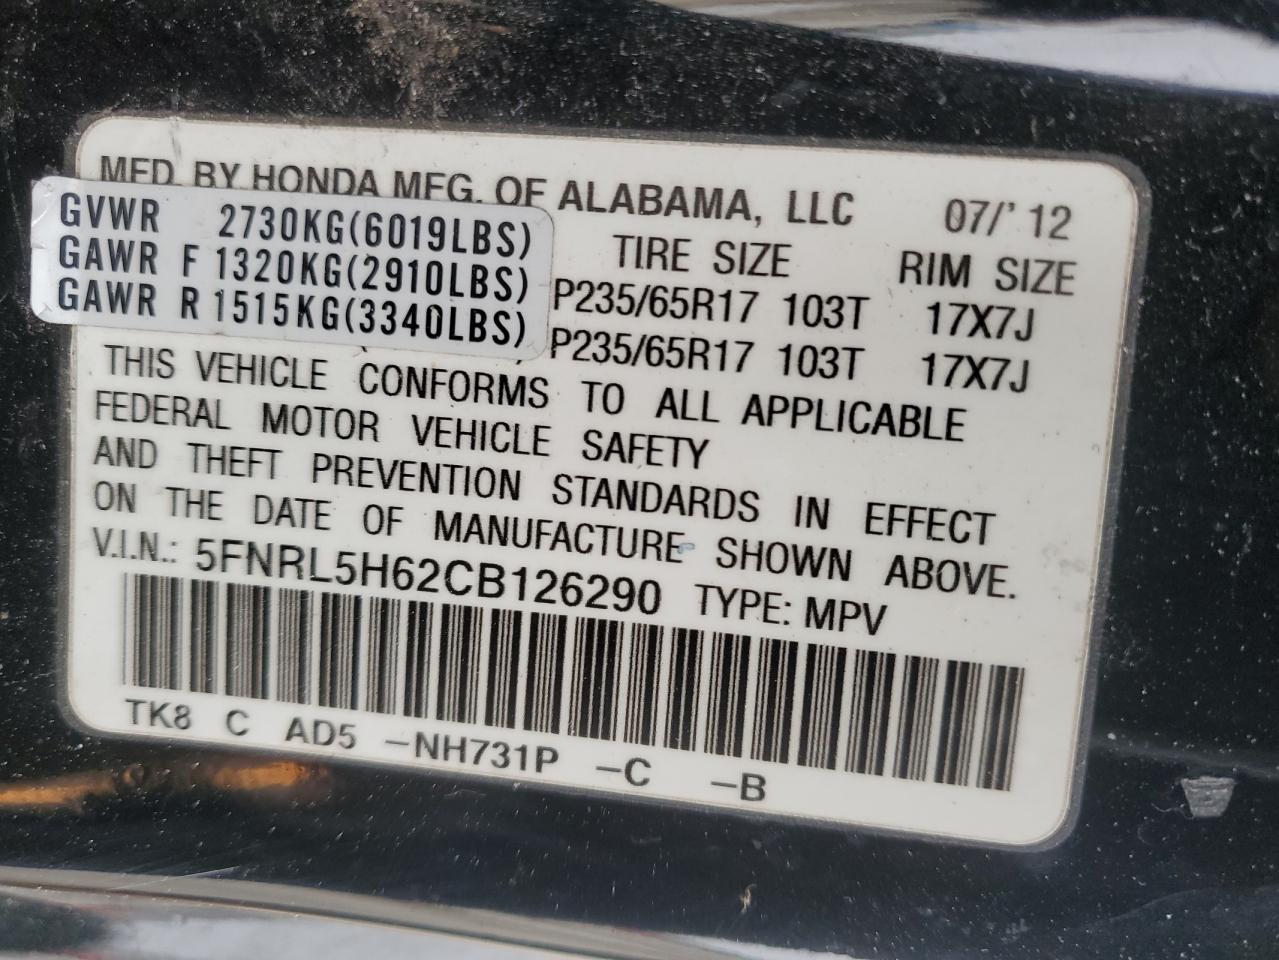 MFD. BY HONDA MFG. OF ALABAMA, LLC 07/'12
GVWR 2730KG(6019LBS)
TIRE SIZE RIM SIZE
GAWR F 1320KG(2910LBS) P235/65R17 103T 17X7J
GAWR R 1515KG(3340LBS) P235/65R17 103T 17X7J
THIS VEHICLE CONFORMS TO ALL APPLICABLE
FEDERAL MOTOR VEHICLE SAFETY
AND THEFT PREVENTION STANDARDS IN EFFECT
ON THE DATE OF MANUFACTURE SHOWN ABOVE.
V.I.N.: 5FNRL5H62CB126290 TYPE: MPV
TK8 C AD5 -NH731P -C -B